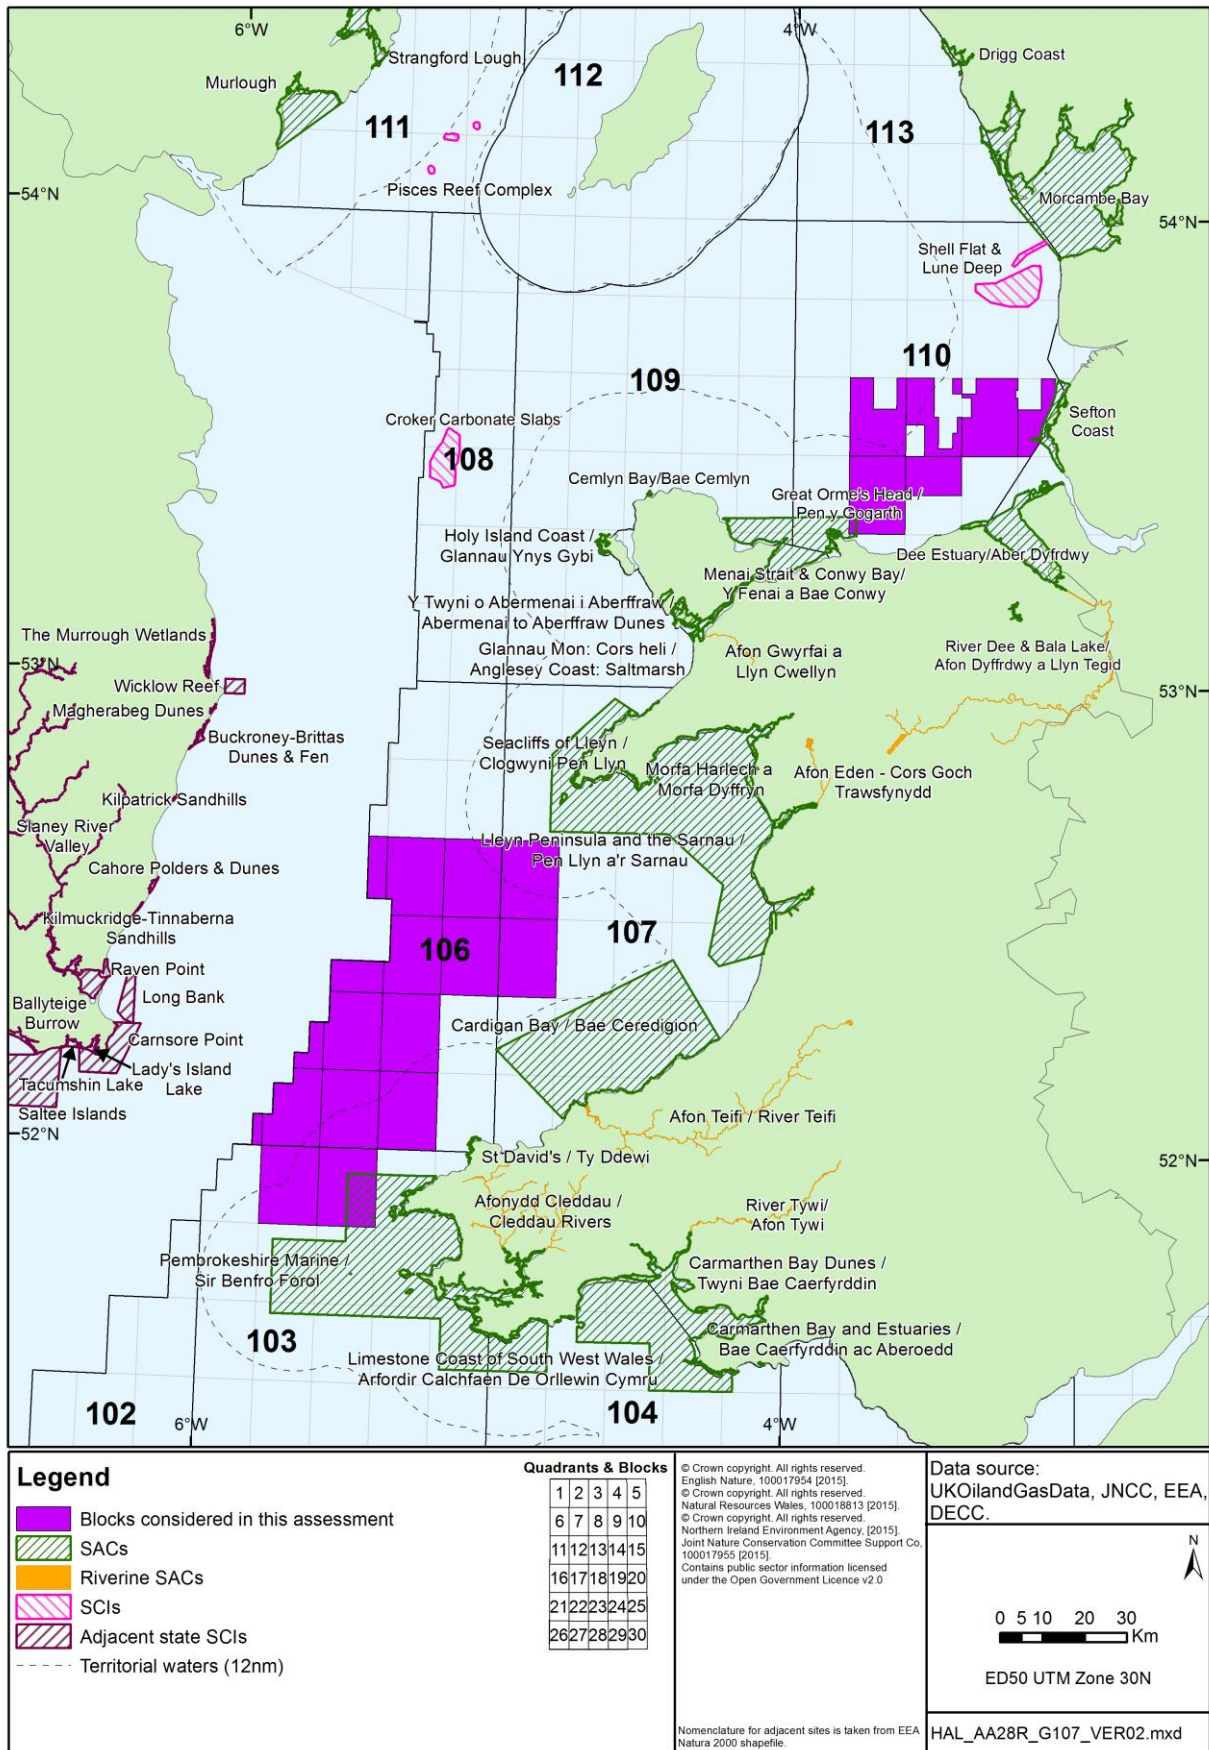 6°W
4°W
Strangford Lough
Murlough
112
Drigg Coast
111
113
Pisces Reef Complex
54°N
Morcambe Bay
54°N
Shell Flat &
Lune Deep
110
109
Croker Carbonate Slabs
108
Sefton
Coast
Cemlyn Bay/Bae Cemlyn
Great Orme's Head /
Pen y Gogarth
Holy Island Coast /
Glannau Ynys Gybi
Dee Estuary/Aber Dyfrdwy
Menai Strait & Conwy Bay/
Y Fenai a Bae Conwy
Y Twyni o Abermenai i Aberffraw /
Abermenai to Aberffraw Dunes
The Murrough Wetlands
Glannau Mon: Cors heli /
Anglesey Coast: Saltmarsh
Afon Gwyrfai a
Llyn Cwellyn
River Dee & Bala Lake/
Afon Dyffrdwy a Llyn Tegid
53°N
53°N
Wicklow Reef
Magherabeg Dunes
Buckroney-Brittas
Dunes & Fen
Seacliffs of Lleyn /
Clogwyni Pen Llyn
Morfa Harlech a
Morfa Dyffryn
Afon Eden - Cors Goch
Trawsfynydd
Kilpatrick Sandhills
Slaney River
Valley
Lleyn Peninsula and the Sarnau /
Pen Llyn a'r Sarnau
Cahore Polders & Dunes
Kilmuckridge-Tinnaberna
Sandhills
107
106
Raven Point
Long Bank
Ballyteige
Burrow
Carnsore Point
Cardigan Bay / Bae Ceredigion
Lady's Island
Lake
Tacumshin Lake
Saltee Islands
Afon Teifi / River Teifi
52°N
52°N
St David's / Ty Ddewi
Afonydd Cleddau /
Cleddau Rivers
River Tywi/
Afon Tywi
Pembrokeshire Marine /
Sir Benfro Forol
Carmarthen Bay Dunes /
Twyni Bae Caerfyrddin
103
Carmarthen Bay and Estuaries /
Bae Caerfyrddin ac Aberoedd
Limestone Coast of South West Wales /
Arfordir Calchfaen De Orllewin Cymru
102
6°W
104
4°W
Legend
Blocks considered in this assessment
SACs
Riverine SACs
SCIs
Adjacent state SCIs
Territorial waters (12nm)
Quadrants & Blocks
1 2 3 4 5
6 7 8 9 10
11 12 13 14 15
16 17 18 19 20
21 22 23 24 25
26 27 28 29 30
© Crown copyright. All rights reserved.
English Nature, 100017954 [2015].
© Crown copyright. All rights reserved.
Natural Resources Wales, 100018813 [2015].
© Crown copyright. All rights reserved.
Northern Ireland Environment Agency, [2015].
Joint Nature Conservation Committee Support Co,
100017955 [2015].
Contains public sector information licensed
under the Open Government Licence v2.0
Nomenclature for adjacent sites is taken from EEA
Natura 2000 shapefile.
Data source:
UKOilandGasData, JNCC, EEA,
DECC.
N
0 5 10 20 30
Km
ED50 UTM Zone 30N
HAL_AA28R_G107_VER02.mxd